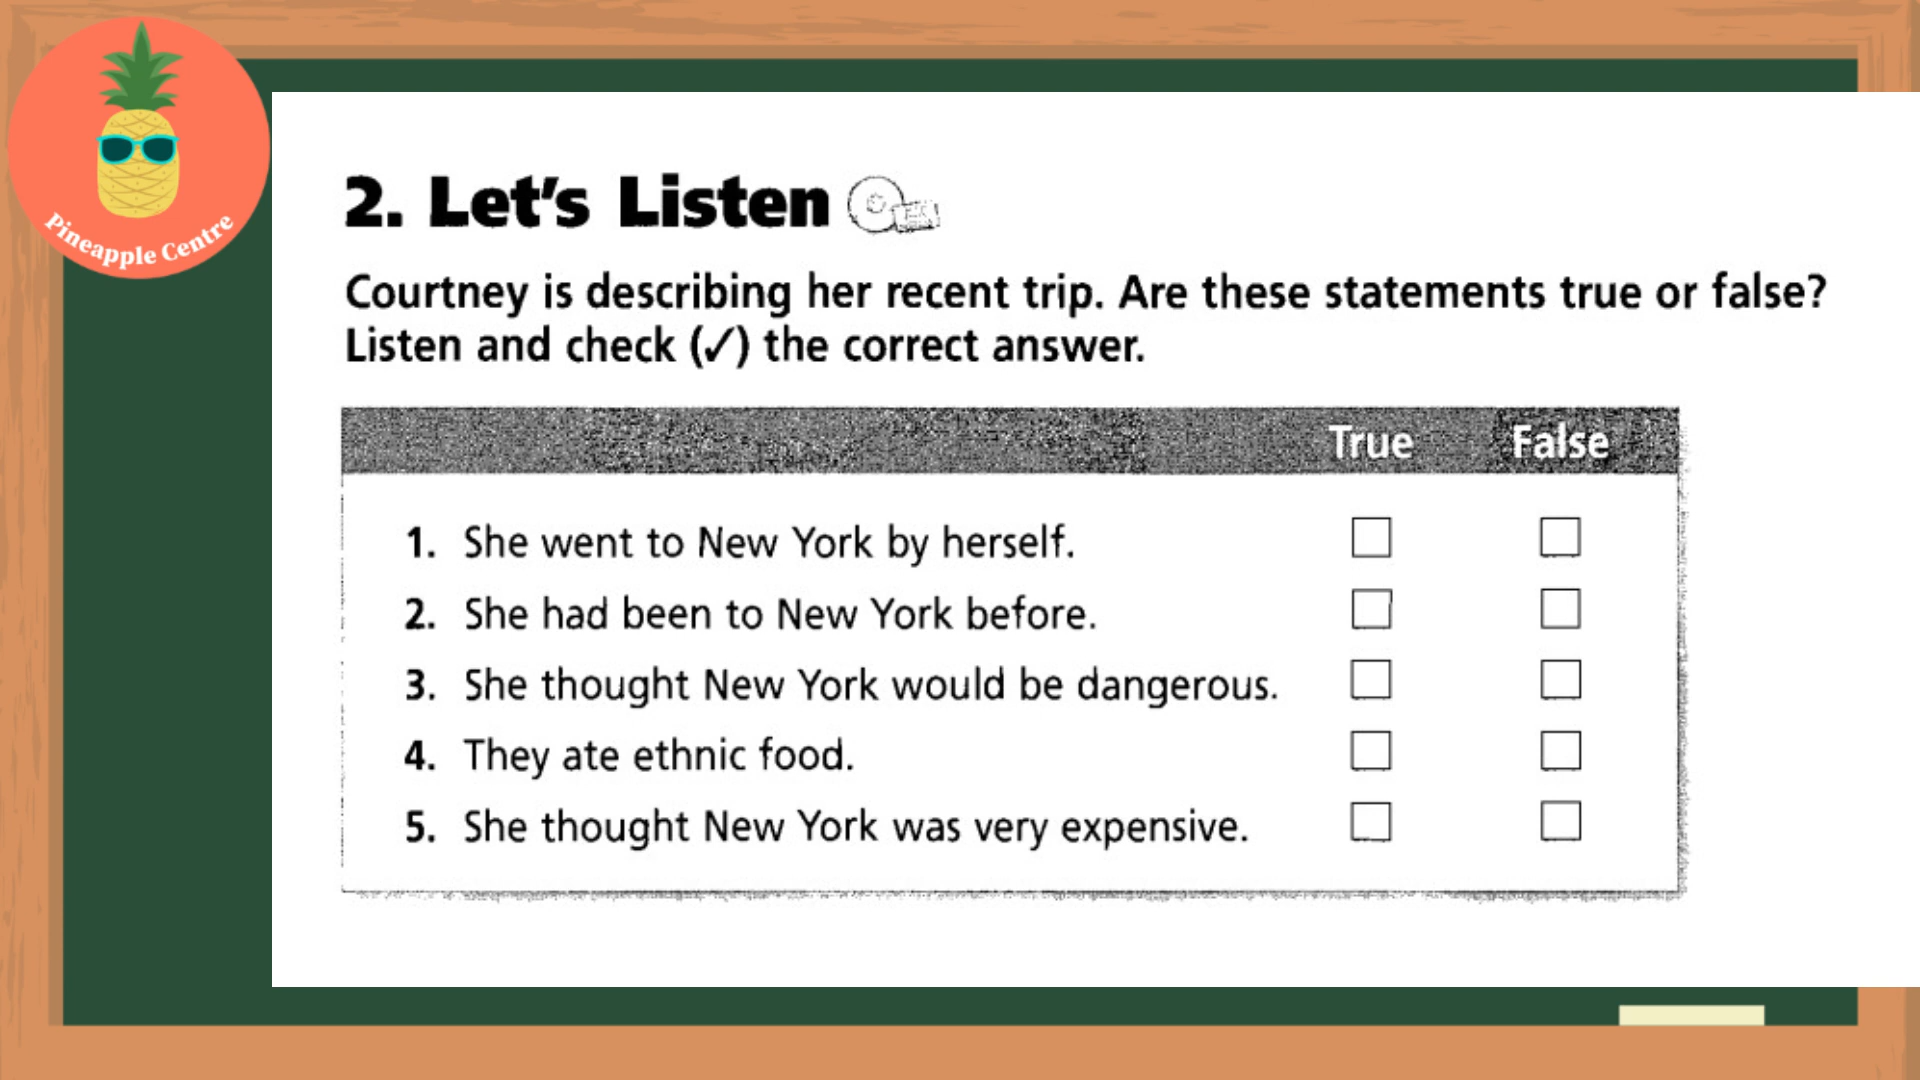 Pineapple Centre
2. Let's Listen
Courtney is describing her recent trip. Are these statements true or false?
Listen and check (✓) the correct answer.
True False
1. She went to New York by herself.
2. She had been to New York before.
3. She thought New York would be dangerous.
4. They ate ethnic food.
5. She thought New York was very expensive.